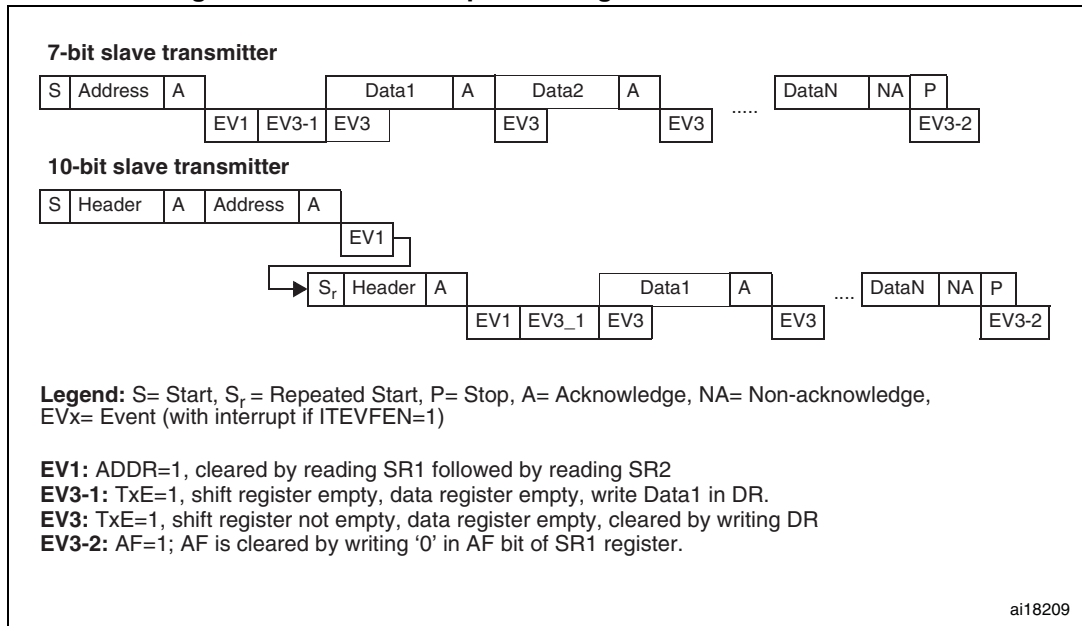 7-bit slave transmitter
S Address A Data1 A Data2 A ..... DataN NA P
EV1 EV3-1 EV3 EV3 EV3 EV3-2
10-bit slave transmitter
S Header A Address A
EV1
Sr Header A Data1 A .... DataN NA P
EV1 EV3_1 EV3 EV3 EV3-2
Legend: S= Start, Sr = Repeated Start, P= Stop, A= Acknowledge, NA= Non-acknowledge,
EVx= Event (with interrupt if ITEVFEN=1)
EV1: ADDR=1, cleared by reading SR1 followed by reading SR2
EV3-1: TxE=1, shift register empty, data register empty, write Data1 in DR.
EV3: TxE=1, shift register not empty, data register empty, cleared by writing DR
EV3-2: AF=1; AF is cleared by writing ‘0’ in AF bit of SR1 register.
ai18209